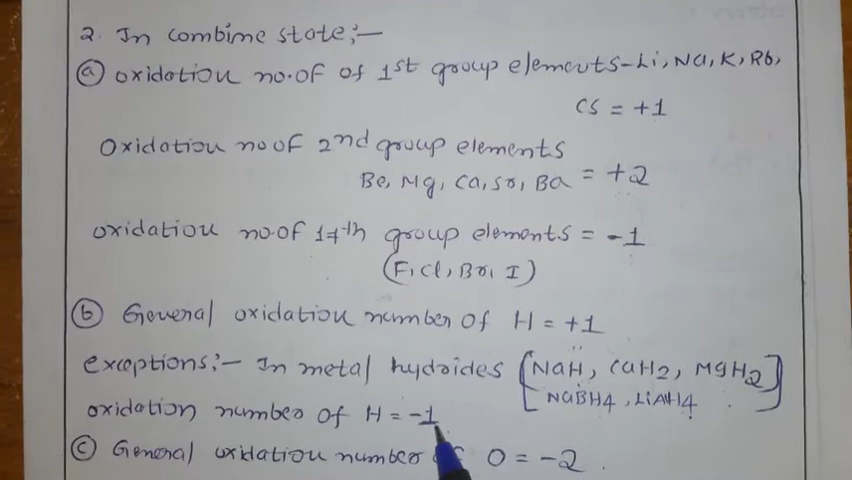 2. In combine state;-
(a) oxidation no.of of 1st group elements-Li, Na, K, Rb,
Cs = +1
Oxidation no of 2nd group elements
Be, Mg, Ca, Sr, Ba = +2
oxidation no.of 17th group elements = -1
(F, Cl, Br, I)
(b) General oxidation number of H = +1
exceptions:- In metal hydroides [NaH, CaH2, MgH2]
NaBH4, LiAlH4
oxidation number of H = -1
(c) General oxidation number of O = -2.